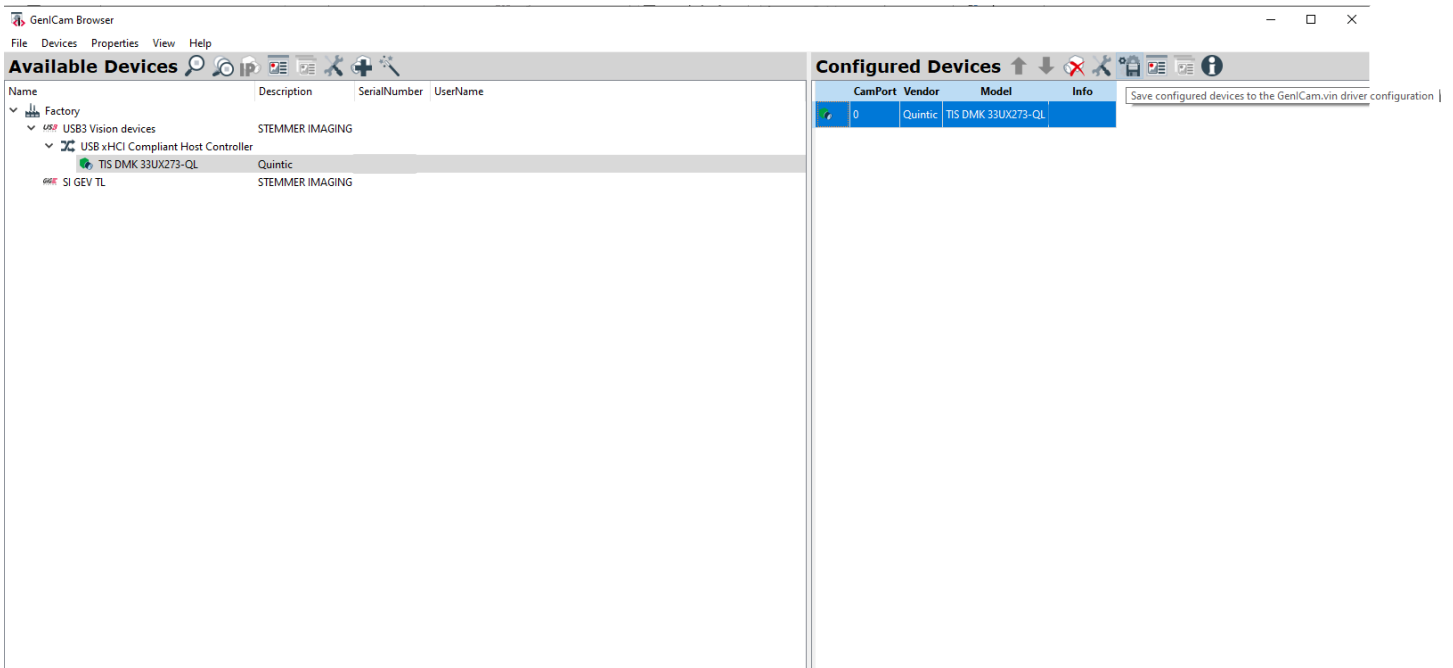 GenICam Browser
File Devices Properties View Help
Available Devices
Name Description SerialNumber UserName
Factory
USB3 USB3 Vision devices STEMMER IMAGING
USB xHCI Compliant Host Controller
TIS DMK 33UX273-QL Quintic
GigE SI GEV TL STEMMER IMAGING
Configured Devices
CamPort Vendor Model Info
0 Quintic TIS DMK 33UX273-QL
Save configured devices to the GenICam.vin driver configuration